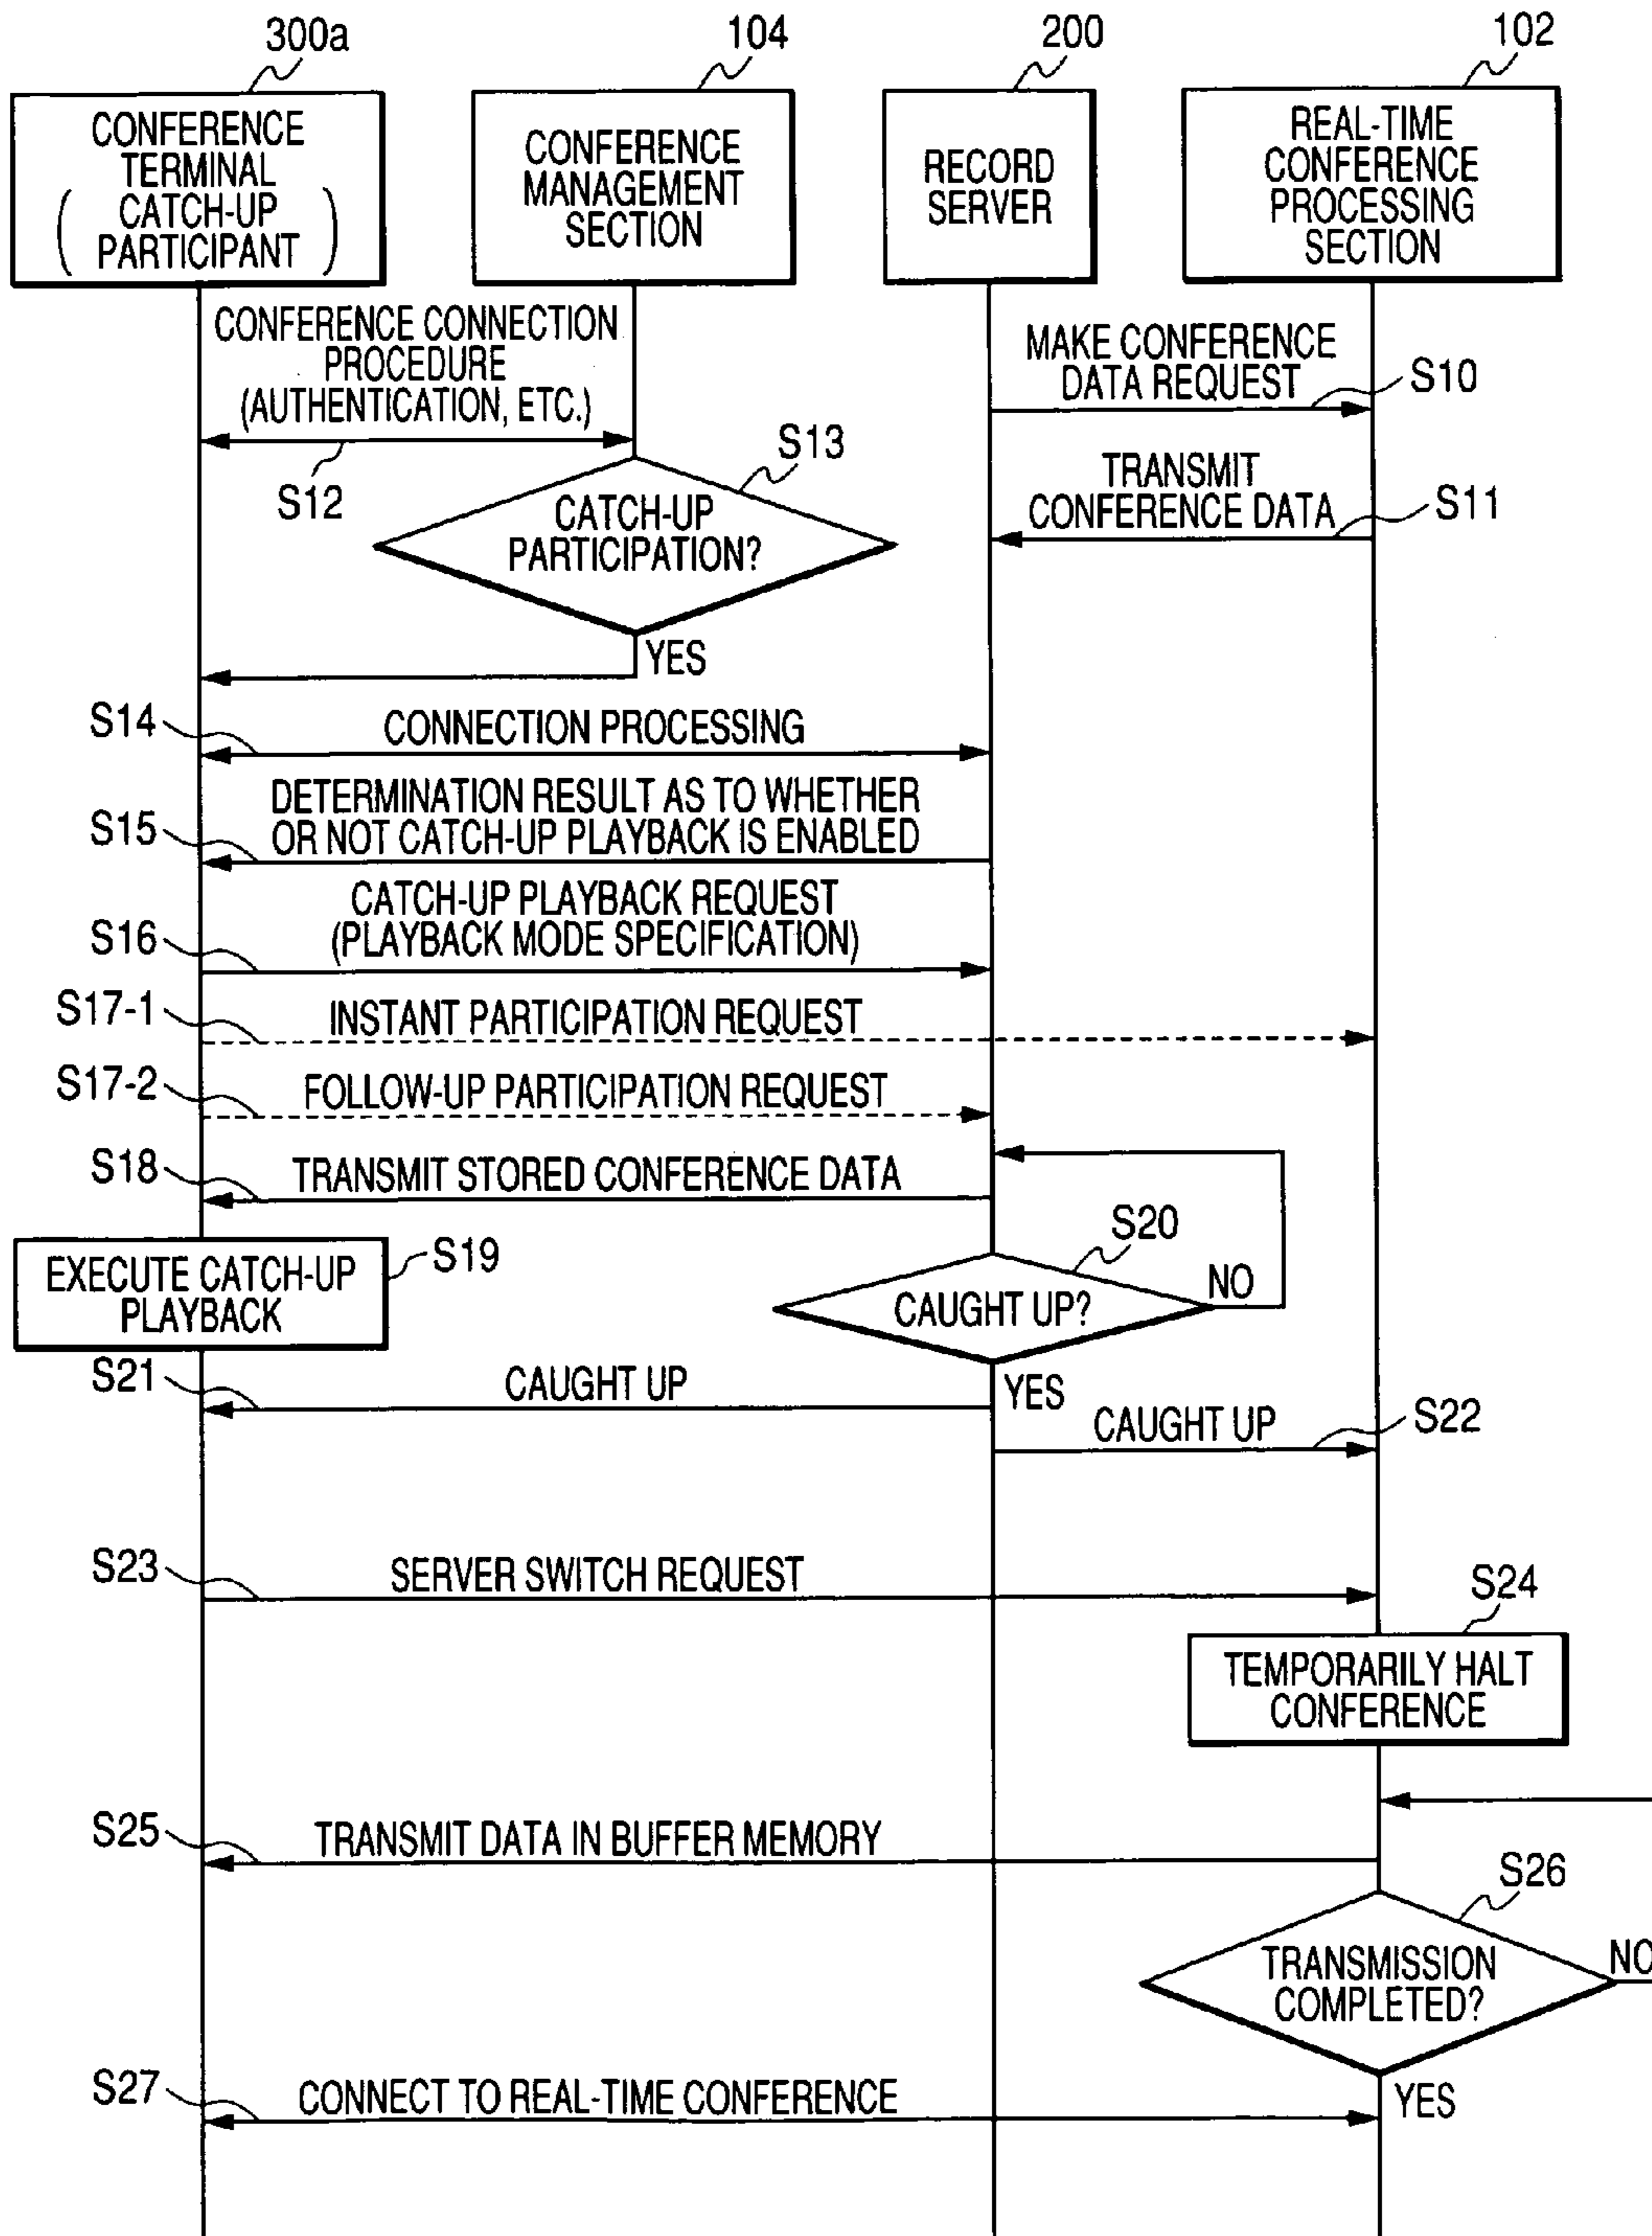 300a
104
200
102
CONFERENCE
TERMINAL
( CATCH-UP
PARTICIPANT )
CONFERENCE
MANAGEMENT
SECTION
RECORD
SERVER
REAL-TIME
CONFERENCE
PROCESSING
SECTION
CONFERENCE CONNECTION
PROCEDURE
(AUTHENTICATION, ETC.)
S12
MAKE CONFERENCE
DATA REQUEST
S10
S13
CATCH-UP
PARTICIPATION?
YES
TRANSMIT
CONFERENCE DATA
S11
S14
CONNECTION PROCESSING
S15
DETERMINATION RESULT AS TO WHETHER
OR NOT CATCH-UP PLAYBACK IS ENABLED
S16
CATCH-UP PLAYBACK REQUEST
(PLAYBACK MODE SPECIFICATION)
S17-1
INSTANT PARTICIPATION REQUEST
S17-2
FOLLOW-UP PARTICIPATION REQUEST
S18
TRANSMIT STORED CONFERENCE DATA
EXECUTE CATCH-UP
PLAYBACK
S19
S20
CAUGHT UP?
NO
YES
S21
CAUGHT UP
CAUGHT UP
S22
S23
SERVER SWITCH REQUEST
S24
TEMPORARILY HALT
CONFERENCE
S25
TRANSMIT DATA IN BUFFER MEMORY
S26
TRANSMISSION
COMPLETED?
NO
YES
S27
CONNECT TO REAL-TIME CONFERENCE